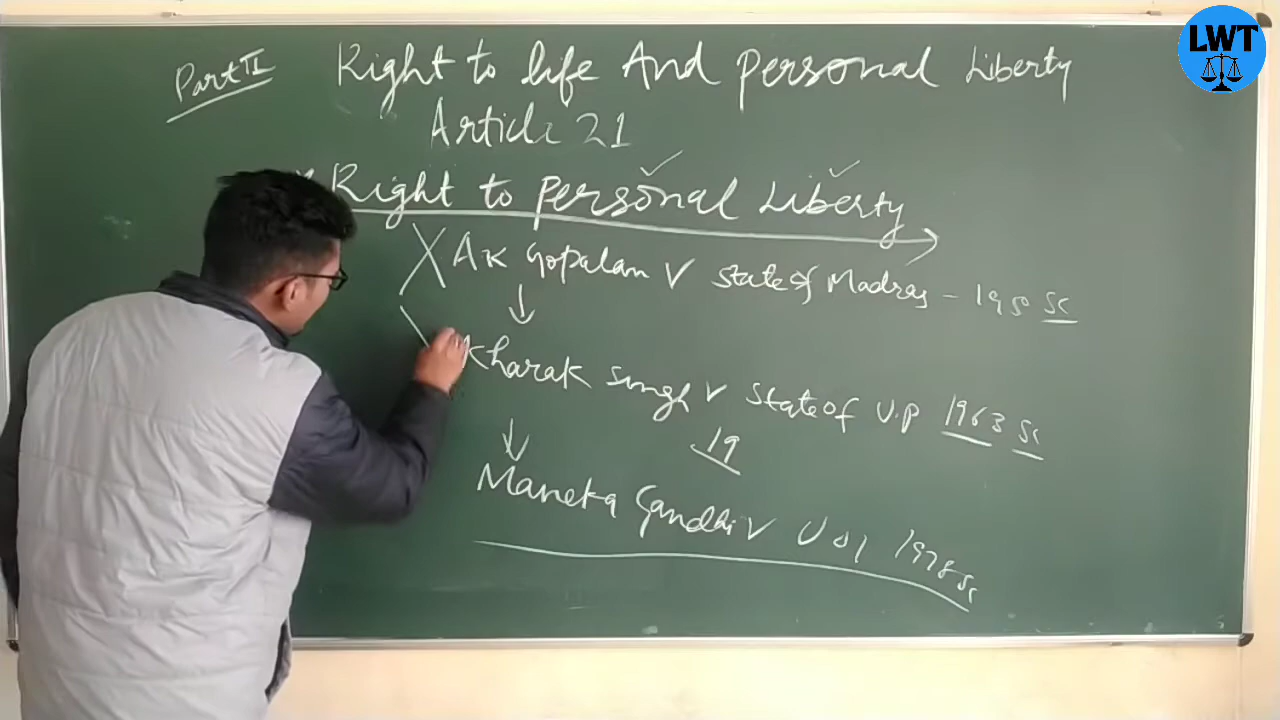 LWT
Part II Right to life And Personal Liberty
Article 21
Right to Personal Liberty
X AK Gopalan V State of Madras - 1950 SC
Kharak Singh V State of U.P 1963 SC
19
Maneka Gandhi V UOI 1978 SC